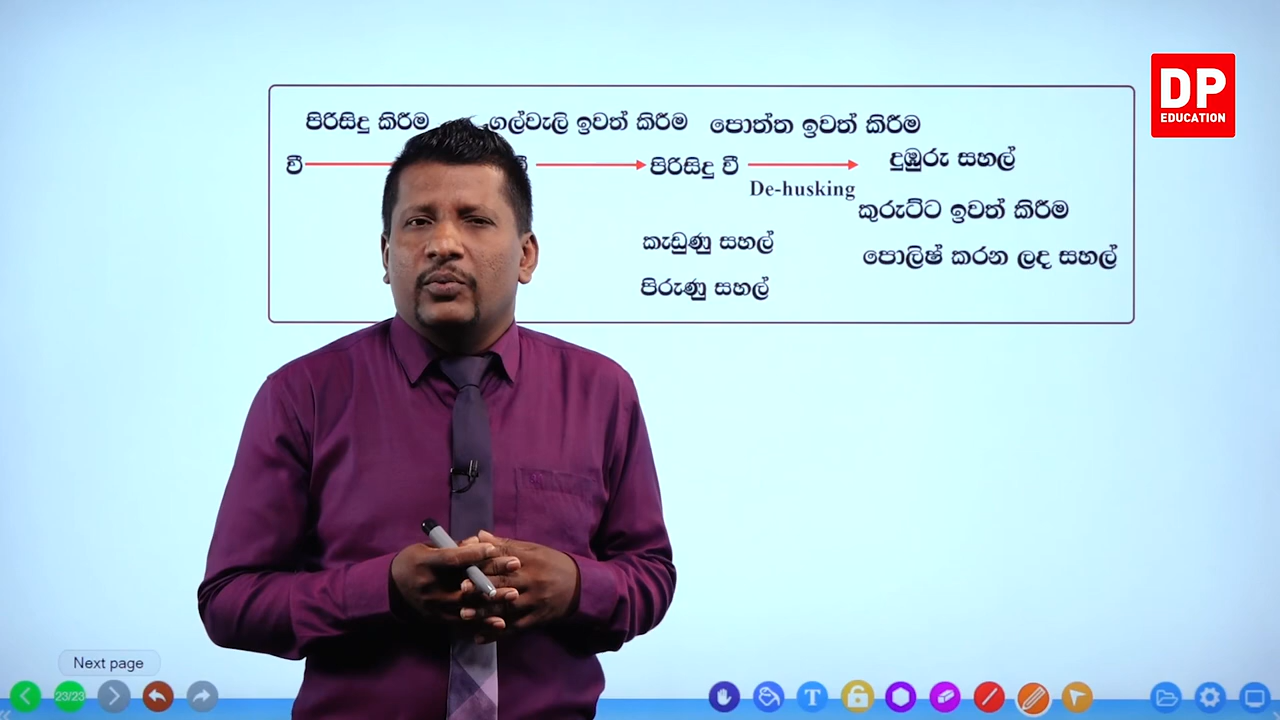 DP
EDUCATION
පිරිසිදු කිරීම
ගල්වැලි ඉවත් කිරීම
පොත්ත ඉවත් කිරීම
වී
පිරිසිදු වී
De-husking
දුඹුරු සහල්
කුරුට්ට ඉවත් කිරීම
කැඩුණු සහල්
පොලිෂ් කරන ලද සහල්
පිරුණු සහල්
Next page
23/23
T